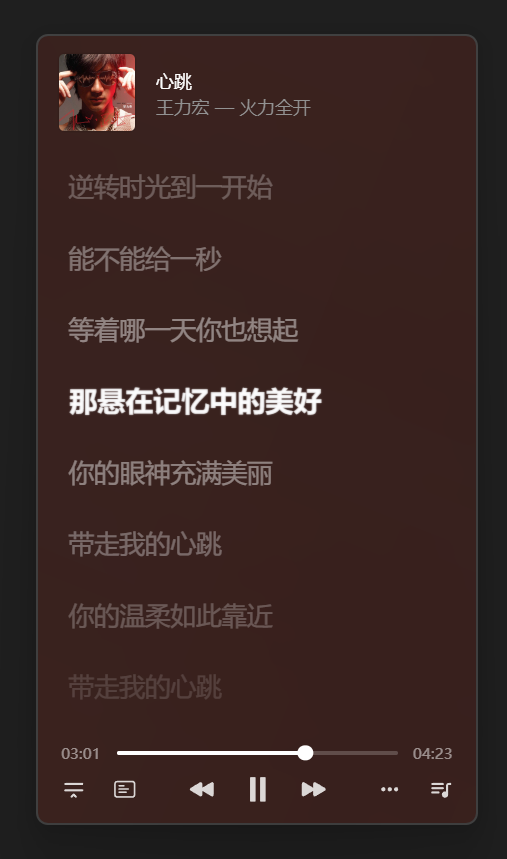 心跳
王力宏 — 火力全开
逆转时光到一开始
能不能给一秒
等着哪一天你也想起
那悬在记忆中的美好
你的眼神充满美丽
带走我的心跳
你的温柔如此靠近
带走我的心跳
03:01
04:23